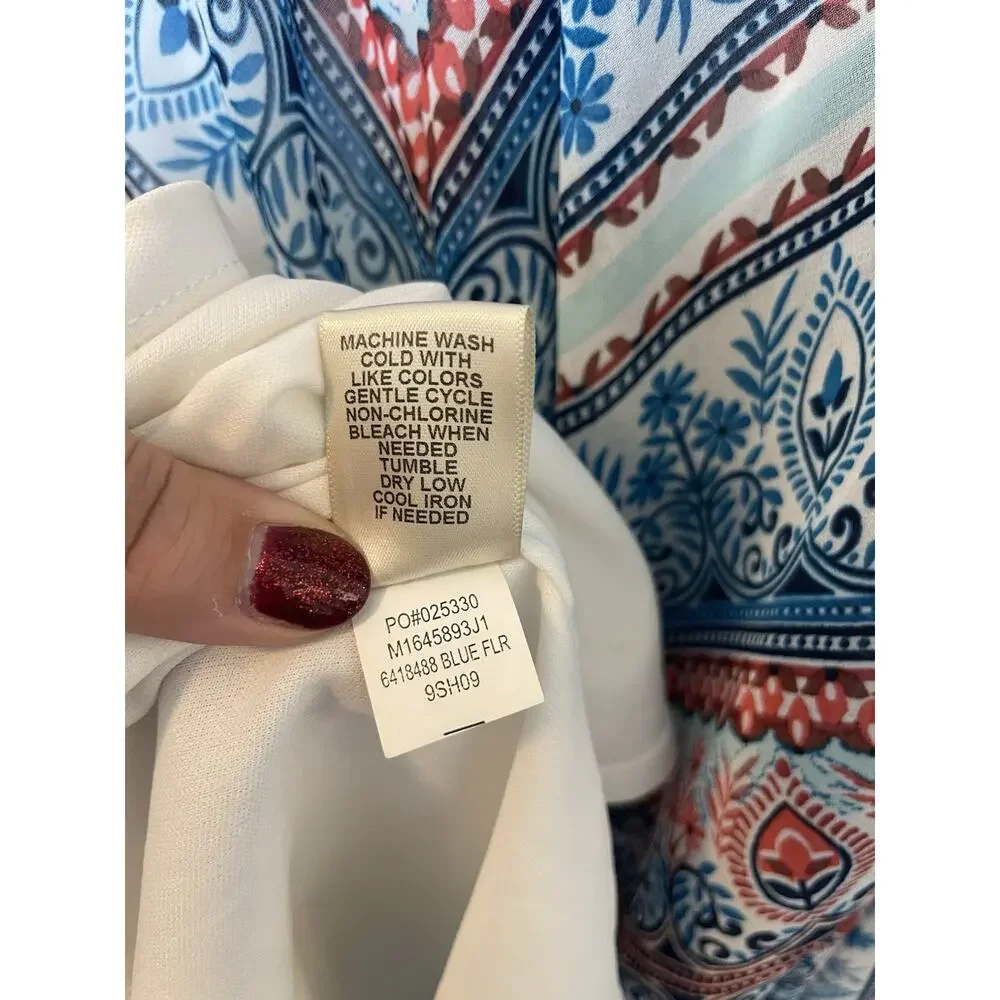 MACHINE WASH
COLD WITH
LIKE COLORS
GENTLE CYCLE
NON-CHLORINE
BLEACH WHEN
NEEDED
TUMBLE
DRY LOW
COOL IRON
IF NEEDED
PO#025330
M1645893J1
6418488 BLUE FLR
9SH09